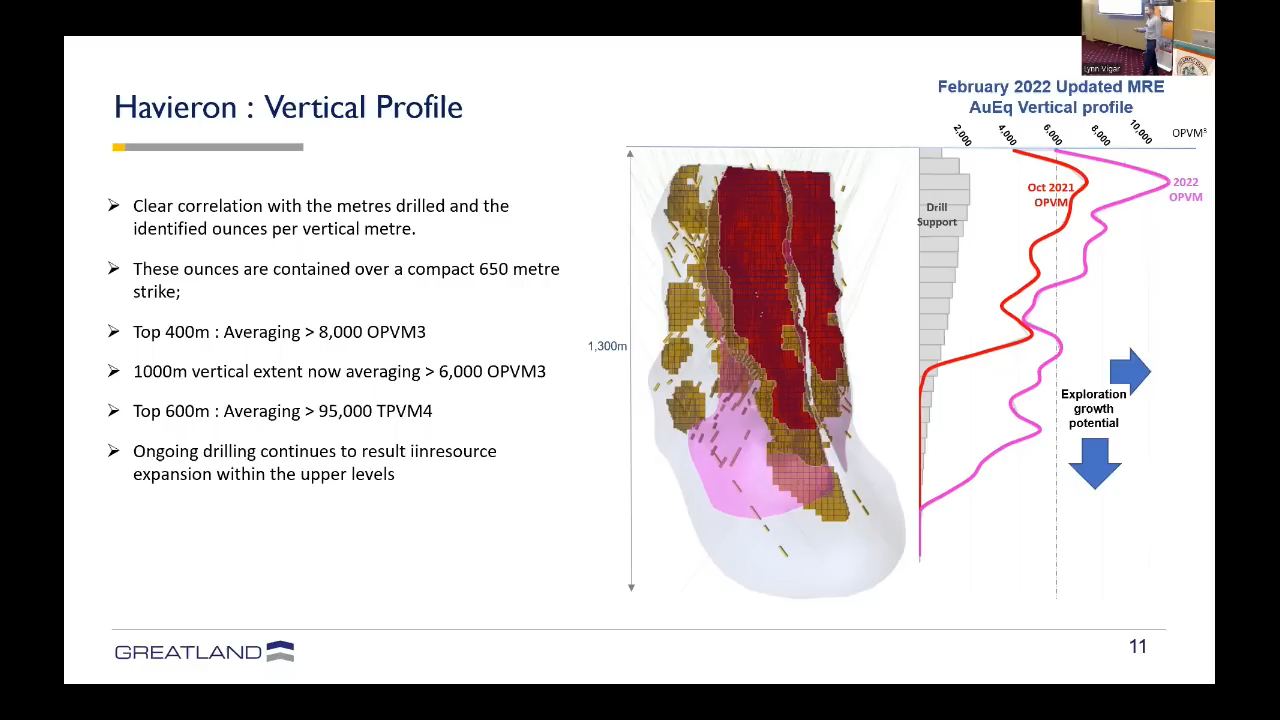 Lynn Vigar
Havieron : Vertical Profile
February 2022 Updated MRE
AuEq Vertical profile
2,000
4,000
6,000
8,000
10,000
OPVM³
Clear correlation with the metres drilled and the
identified ounces per vertical metre.
These ounces are contained over a compact 650 metre
strike;
Top 400m : Averaging > 8,000 OPVM3
1000m vertical extent now averaging > 6,000 OPVM3
Top 600m : Averaging > 95,000 TPVM4
Ongoing drilling continues to result iinresource
expansion within the upper levels
1,300m
Drill
Support
Oct 2021
OPVM
2022
OPVM
Exploration
growth
potential
GREATLAND
11